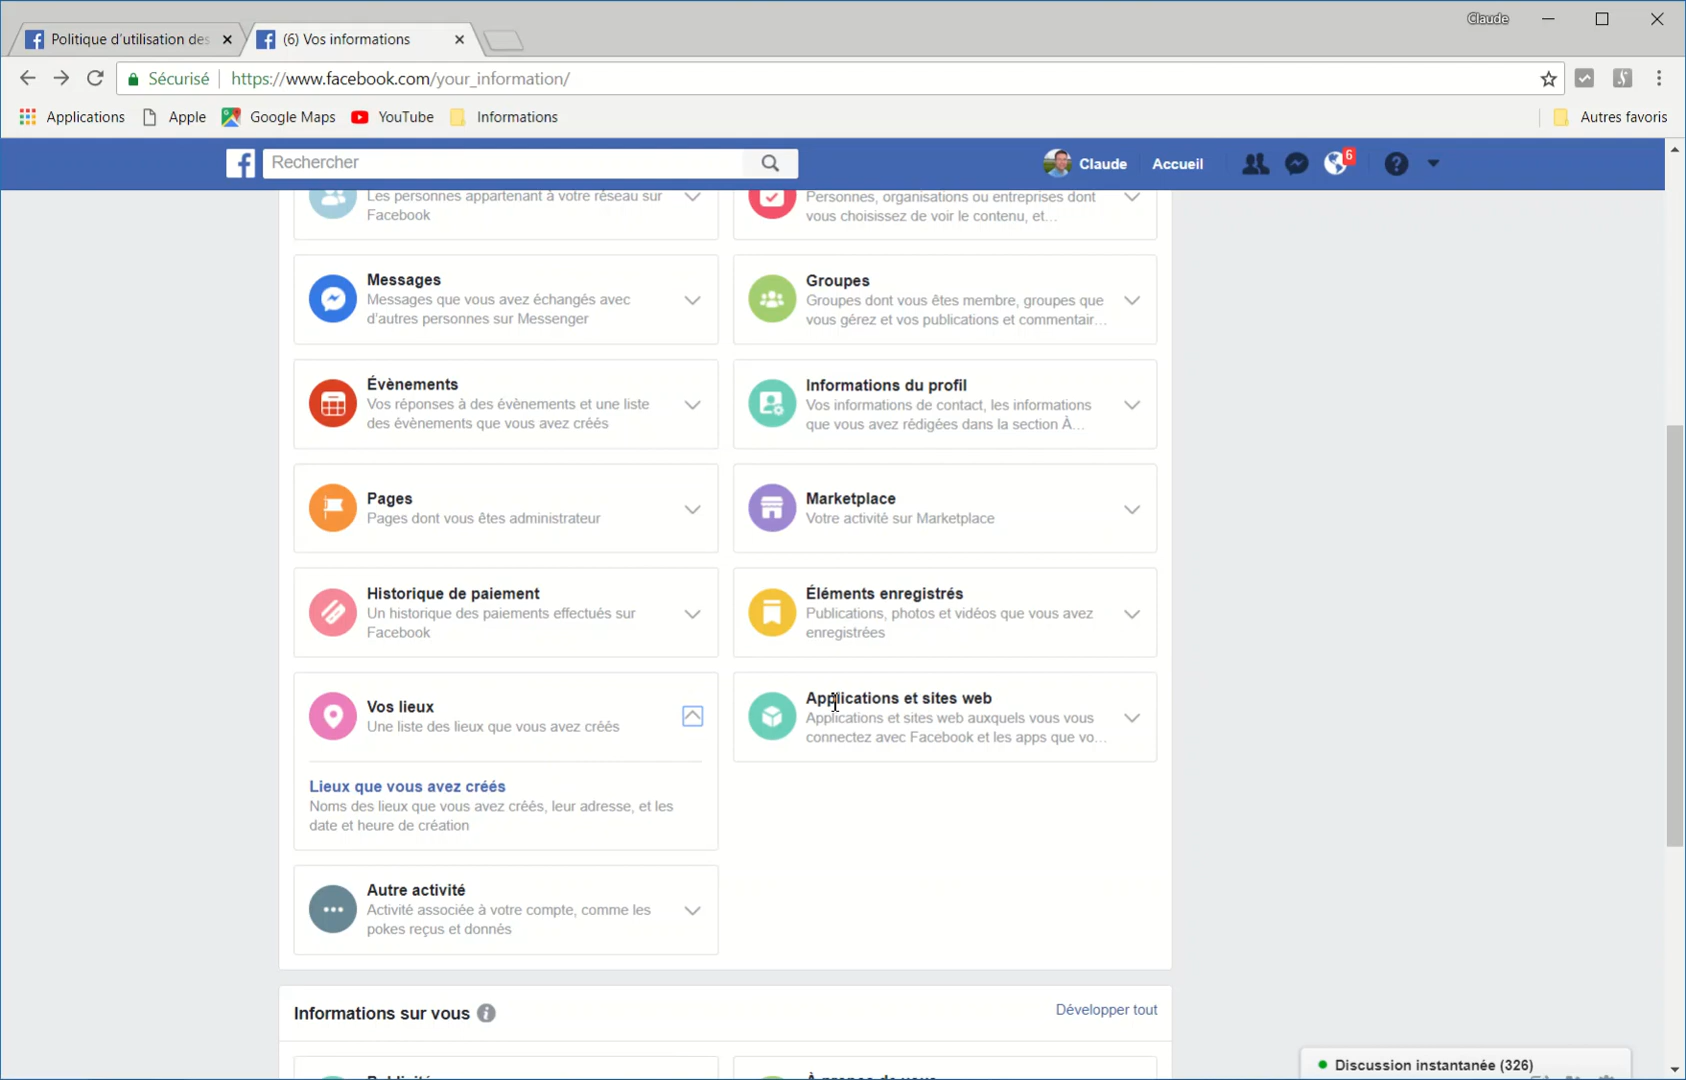 Claude
Politique d'utilisation des
(6) Vos informations
Sécurisé
https://www.facebook.com/your_information/
Applications
Apple
Google Maps
YouTube
Informations
Autres favoris
Rechercher
Claude
Accueil
6
Les personnes appartenant à votre réseau sur
Facebook
Personnes, organisations ou entreprises dont
vous choisissez de voir le contenu, et...
Messages
Messages que vous avez échangés avec
d'autres personnes sur Messenger
Groupes
Groupes dont vous êtes membre, groupes que
vous gérez et vos publications et commentair...
Évènements
Vos réponses à des évènements et une liste
des évènements que vous avez créés
Informations du profil
Vos informations de contact, les informations
que vous avez rédigées dans la section À...
Pages
Pages dont vous êtes administrateur
Marketplace
Votre activité sur Marketplace
Historique de paiement
Un historique des paiements effectués sur
Facebook
Éléments enregistrés
Publications, photos et vidéos que vous avez
enregistrées
Vos lieux
Une liste des lieux que vous avez créés
Applications et sites web
Applications et sites web auxquels vous vous
connectez avec Facebook et les apps que vo...
Lieux que vous avez créés
Noms des lieux que vous avez créés, leur adresse, et les
date et heure de création
Autre activité
Activité associée à votre compte, comme les
pokes reçus et donnés
Informations sur vous
Développer tout
Discussion instantanée (326)